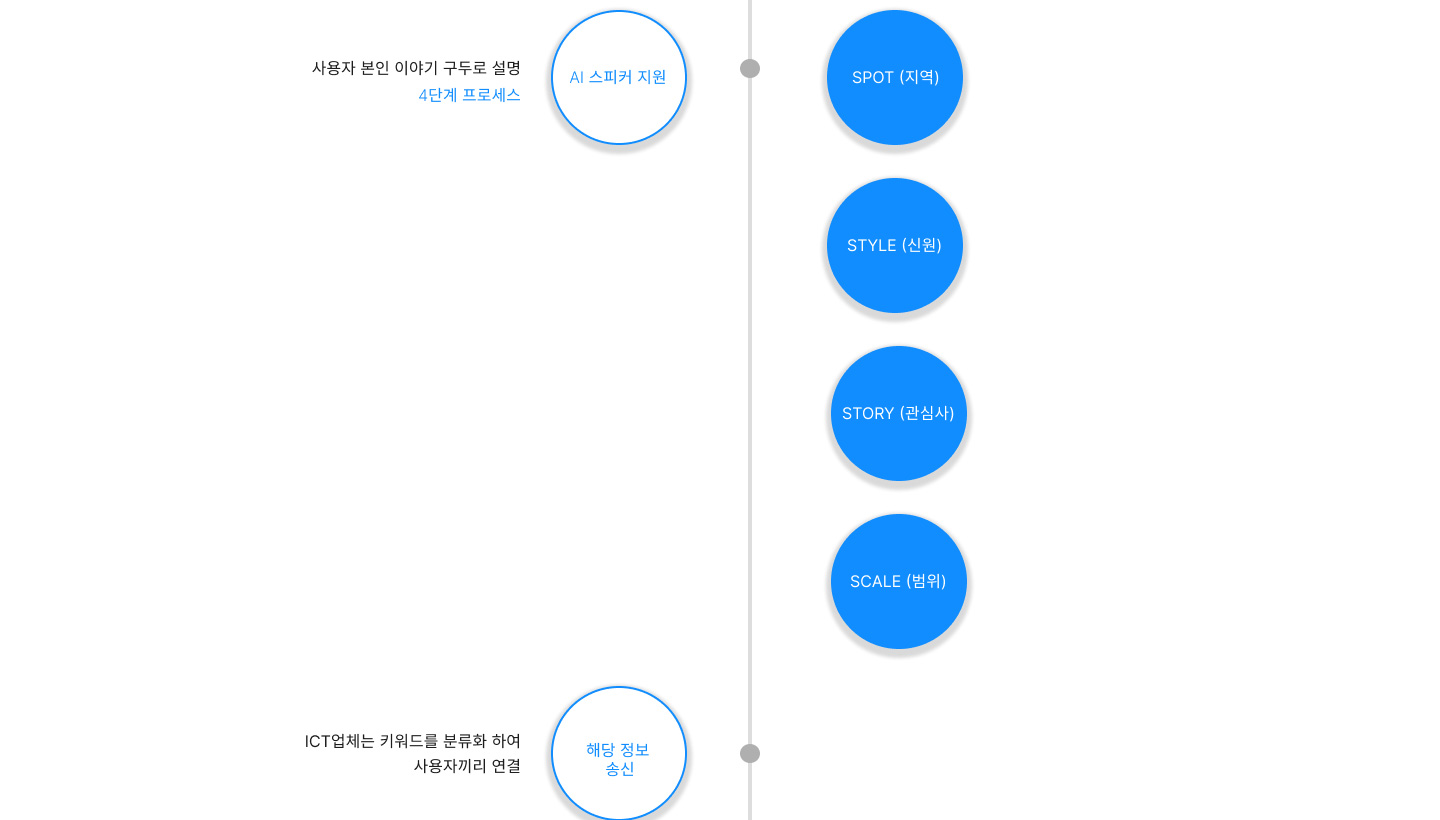 사용자 본인 이야기 구두로 설명
4단계 프로세스
AI 스피커 지원
SPOT (지역)
STYLE (신원)
STORY (관심사)
SCALE (범위)
ICT업체는 키워드를 분류화 하여
사용자끼리 연결
해당 정보
송신